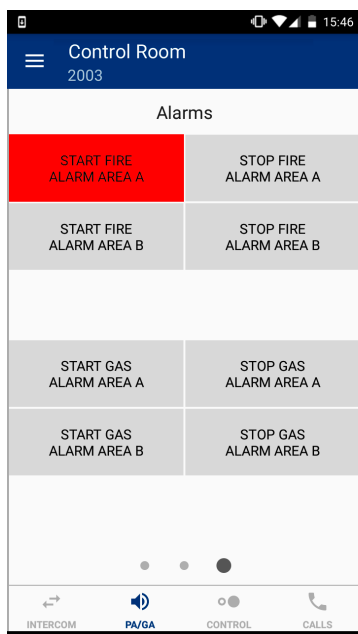 15:46
Control Room
2003
Alarms
START FIRE
ALARM AREA A
STOP FIRE
ALARM AREA A
START FIRE
ALARM AREA B
STOP FIRE
ALARM AREA B
START GAS
ALARM AREA A
STOP GAS
ALARM AREA A
START GAS
ALARM AREA B
STOP GAS
ALARM AREA B
INTERCOM
PA/GA
CONTROL
CALLS